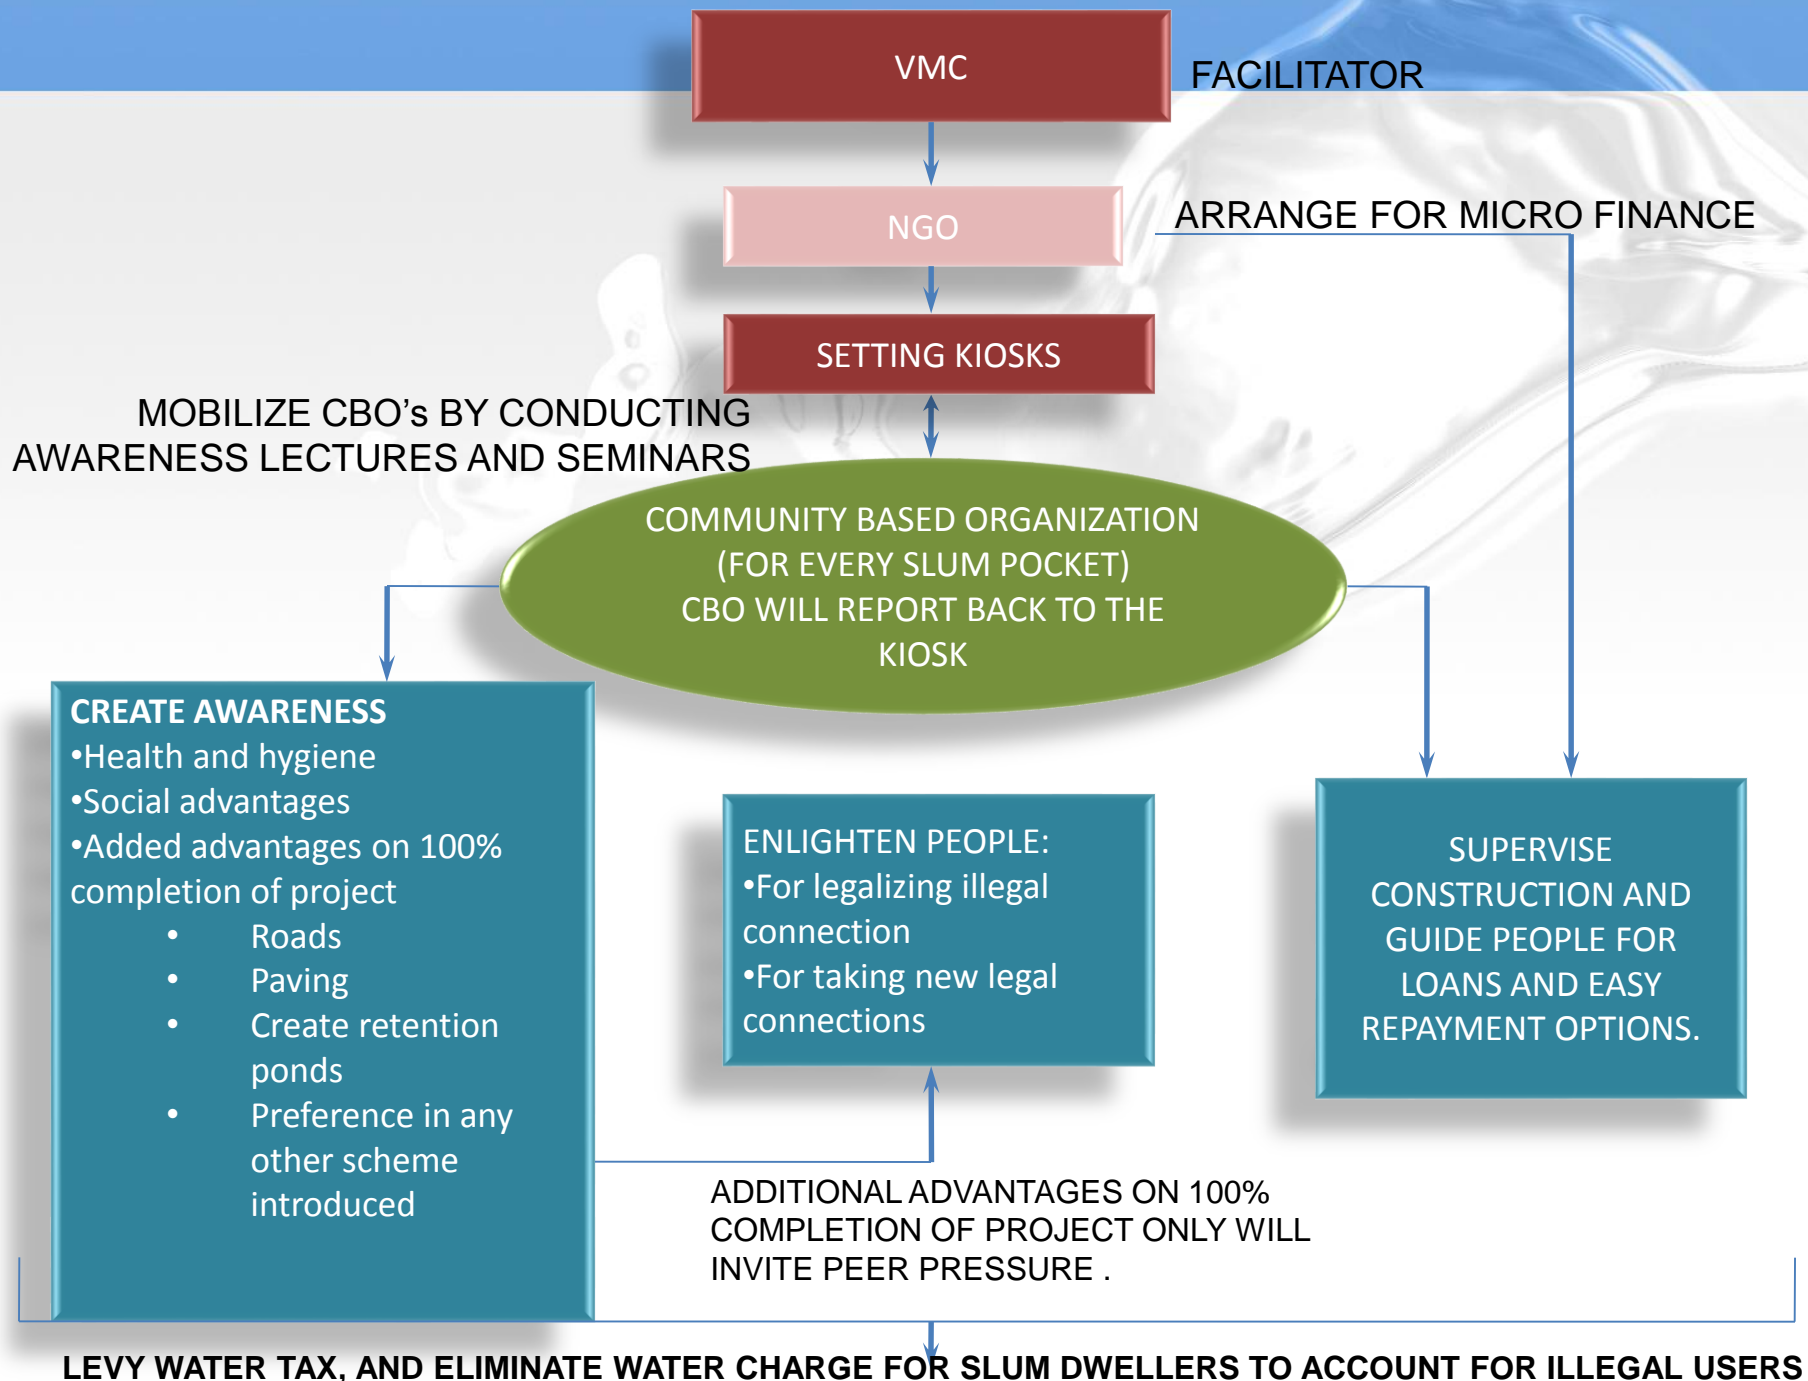 VMC
FACILITATOR
NGO
ARRANGE FOR MICRO FINANCE
SETTING KIOSKS
MOBILIZE CBO's BY CONDUCTING
AWARENESS LECTURES AND SEMINARS
COMMUNITY BASED ORGANIZATION
(FOR EVERY SLUM POCKET)
CBO WILL REPORT BACK TO THE
KIOSK
CREATE AWARENESS
•Health and hygiene
•Social advantages
•Added advantages on 100%
completion of project
• Roads
• Paving
• Create retention
ponds
• Preference in any
other scheme
introduced
ENLIGHTEN PEOPLE:
•For legalizing illegal
connection
•For taking new legal
connections
SUPERVISE
CONSTRUCTION AND
GUIDE PEOPLE FOR
LOANS AND EASY
REPAYMENT OPTIONS.
ADDITIONAL ADVANTAGES ON 100%
COMPLETION OF PROJECT ONLY WILL
INVITE PEER PRESSURE .
LEVY WATER TAX, AND ELIMINATE WATER CHARGE FOR SLUM DWELLERS TO ACCOUNT FOR ILLEGAL USERS